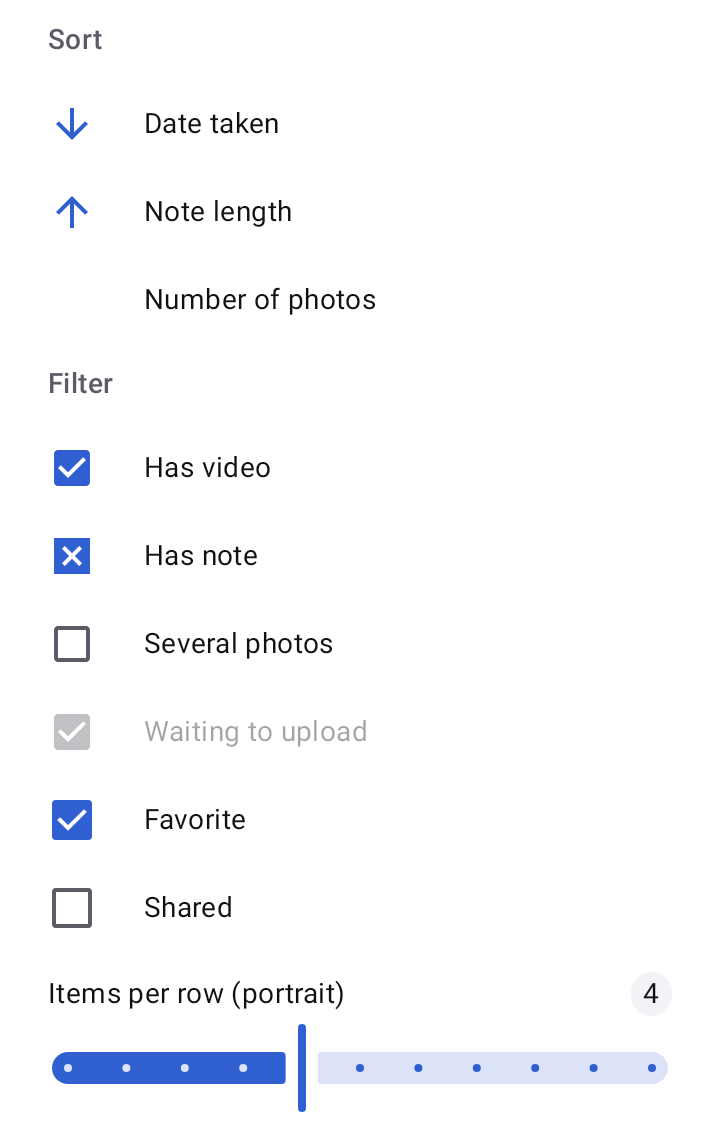 Sort
Date taken
Note length
Number of photos
Filter
Has video
Has note
Several photos
Waiting to upload
Favorite
Shared
Items per row (portrait) 4